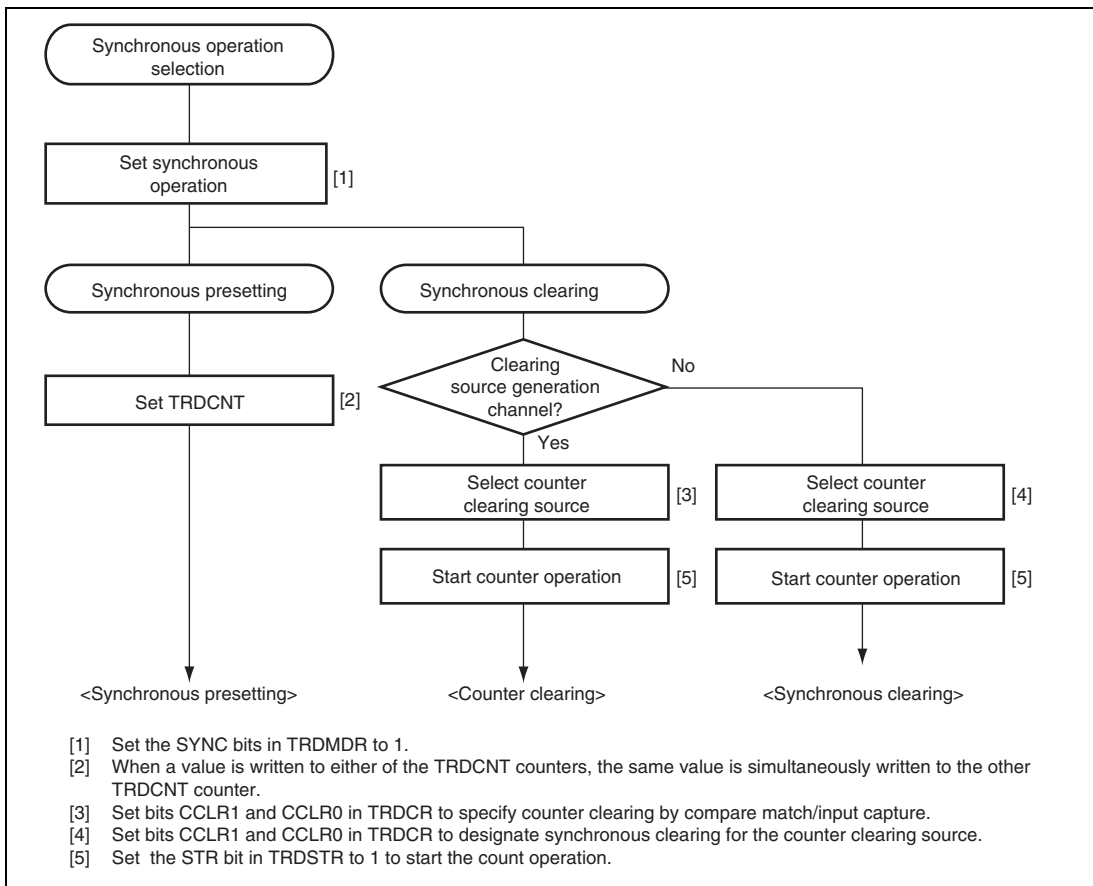 Synchronous operation
selection
Set synchronous
operation
[1]
Synchronous presetting
Synchronous clearing
Set TRDCNT
[2]
Clearing
source generation
channel?
No
Yes
Select counter
clearing source
[3]
Select counter
clearing source
[4]
Start counter operation
[5]
Start counter operation
[5]
<Synchronous presetting>
<Counter clearing>
<Synchronous clearing>
[1] Set the SYNC bits in TRDMDR to 1.
[2] When a value is written to either of the TRDCNT counters, the same value is simultaneously written to the other
TRDCNT counter.
[3] Set bits CCLR1 and CCLR0 in TRDCR to specify counter clearing by compare match/input capture.
[4] Set bits CCLR1 and CCLR0 in TRDCR to designate synchronous clearing for the counter clearing source.
[5] Set the STR bit in TRDSTR to 1 to start the count operation.